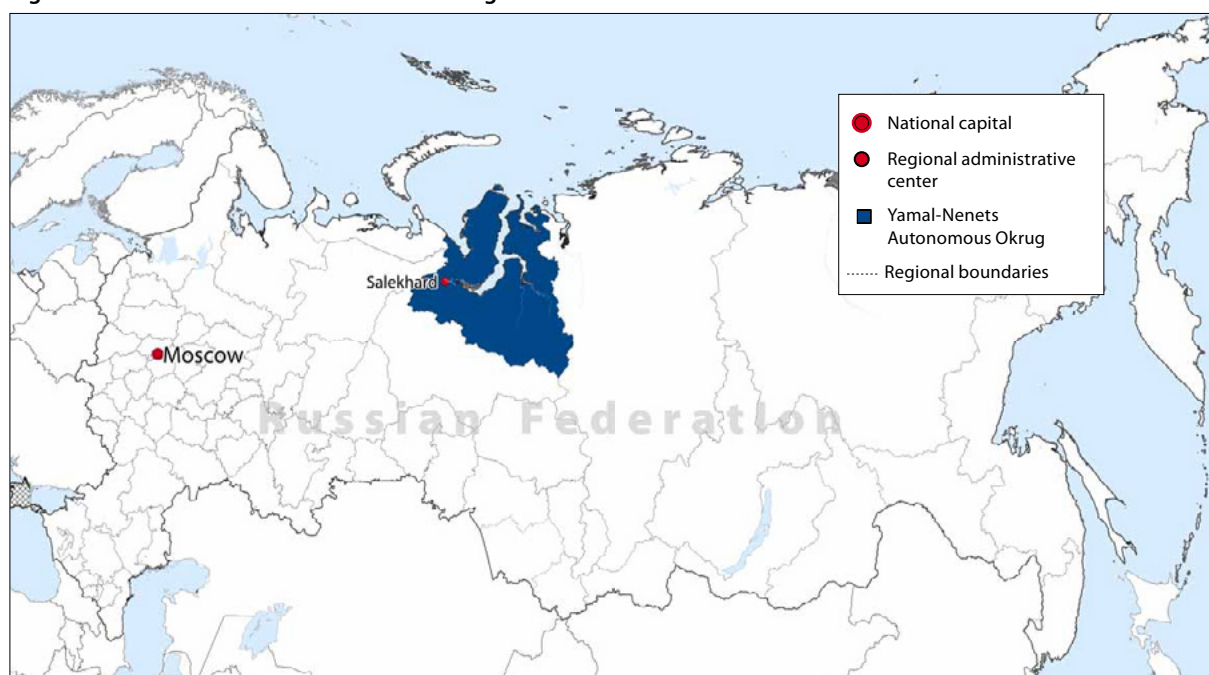 National capital
Regional administrative
center
Yamal-Nenets
Autonomous Okrug
Regional boundaries
Salekhard
Moscow
Russian Federation